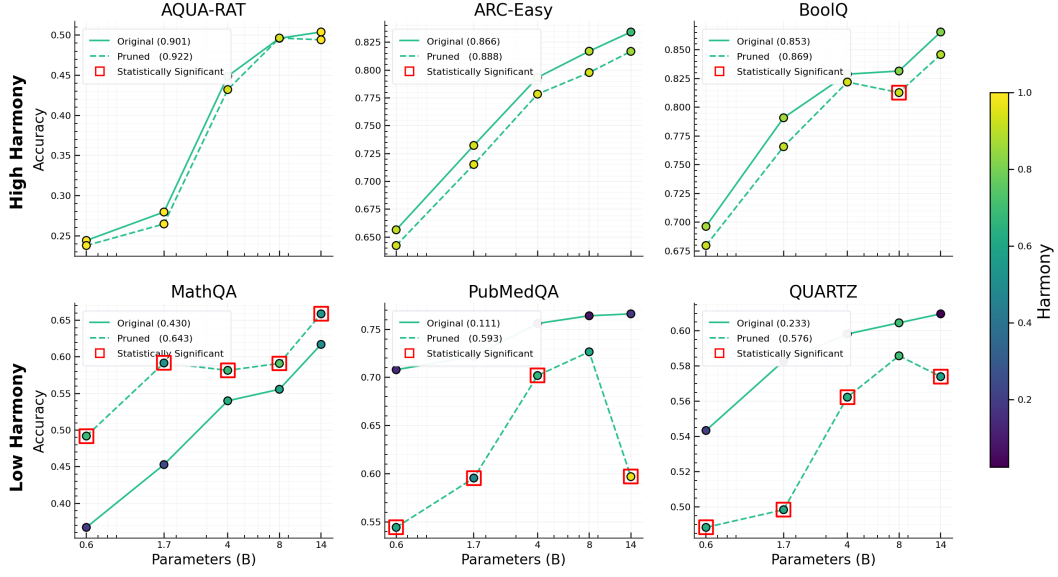 AQUA-RAT
ARC-Easy
BoolQ
High Harmony
Accuracy
0.50
0.45
0.40
0.35
0.30
0.25
Original (0.901)
Pruned (0.922)
Statistically Significant
0.825
0.800
0.775
0.750
0.725
0.700
0.675
0.650
Original (0.866)
Pruned (0.888)
Statistically Significant
0.850
0.825
0.800
0.775
0.750
0.725
0.700
0.675
Original (0.853)
Pruned (0.869)
Statistically Significant
MathQA
PubMedQA
QUARTZ
Low Harmony
Accuracy
0.65
0.60
0.55
0.50
0.45
0.40
Original (0.430)
Pruned (0.643)
Statistically Significant
0.6 1.7 4 8 14
Parameters (B)
0.75
0.70
0.65
0.60
0.55
Original (0.111)
Pruned (0.593)
Statistically Significant
0.6 1.7 4 8 14
Parameters (B)
0.60
0.58
0.56
0.54
0.52
0.50
Original (0.233)
Pruned (0.576)
Statistically Significant
0.6 1.7 4 8 14
Parameters (B)
1.0
0.8
0.6
0.4
0.2
Harmony